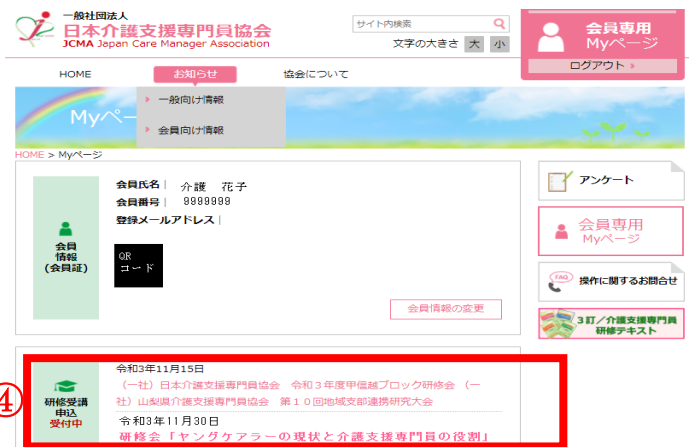 一般社団法人
日本介護支援専門員協会
JCMA Japan Care Manager Association
サイト内検索
文字の大きさ 大 小
会員専用
Myページ
ログアウト
HOME お知らせ 協会について
一般向け情報
会員向け情報
Myペー
HOME > Myページ
会員氏名 介護 花子
会員番号 9999999
登録メールアドレス
会員
情報
(会員証)
QR
コード
会員情報の変更
アンケート
会員専用
Myページ
FAQ 操作に関するお問合せ
3訂/介護支援専門員
研修テキスト
④
研修受講
申込
受付中
令和3年11月15日
(一社)日本介護支援専門員協会 令和3年度甲信越ブロック研修会 (一
社)山梨県介護支援専門員協会 第10回地域支部連携研究大会
令和3年11月30日
研修会「ヤングケアラーの現状と介護支援専門員の役割」